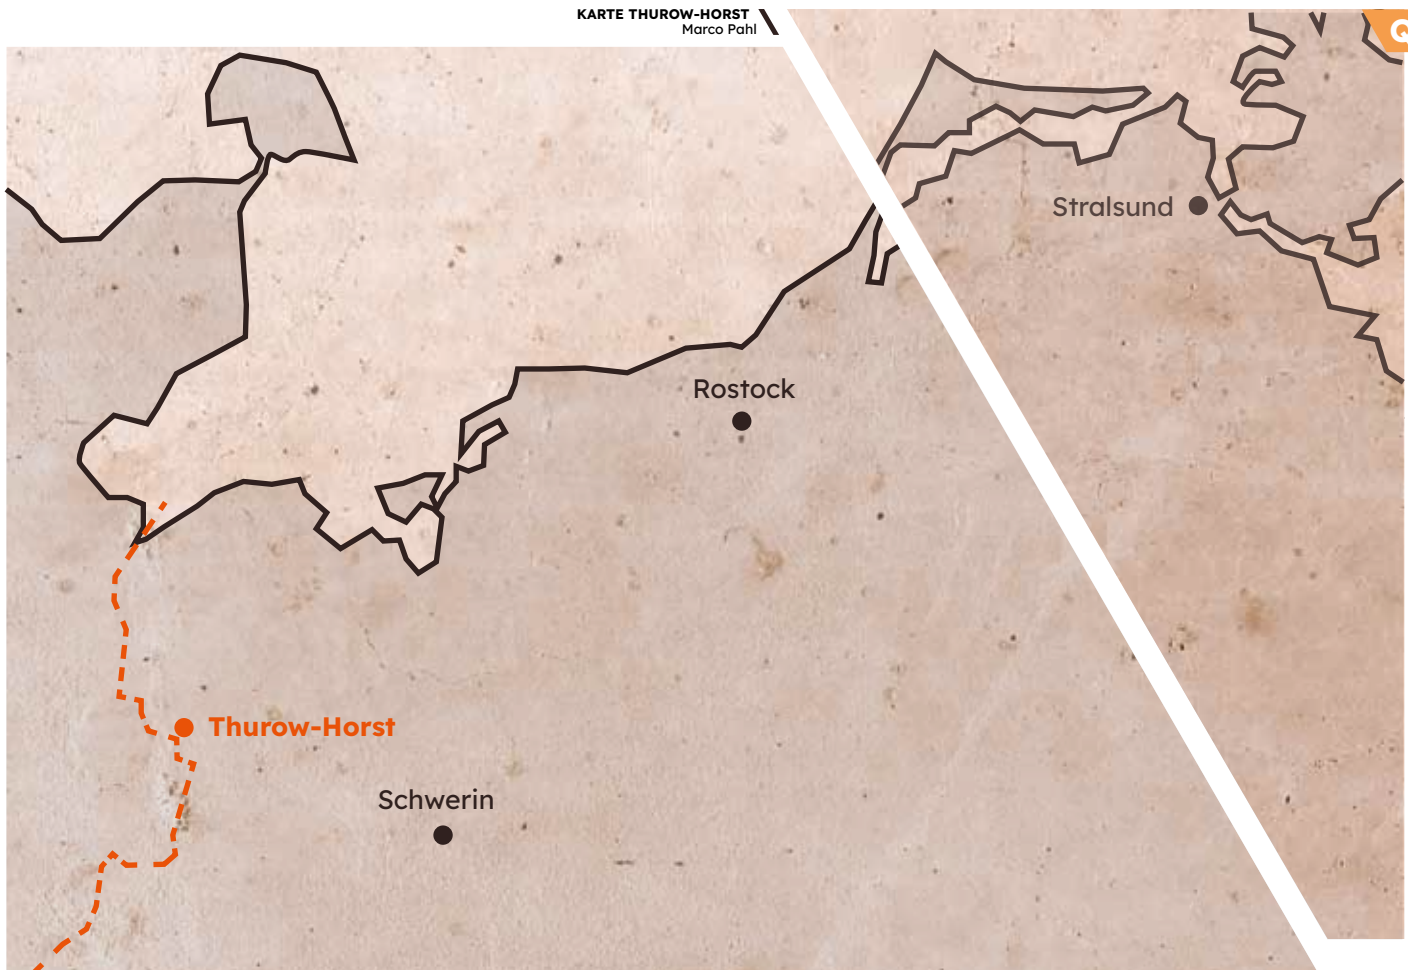 KARTE THUROW-HORST
Marco Pahl
Q
Stralsund
Rostock
Thurow-Horst
Schwerin